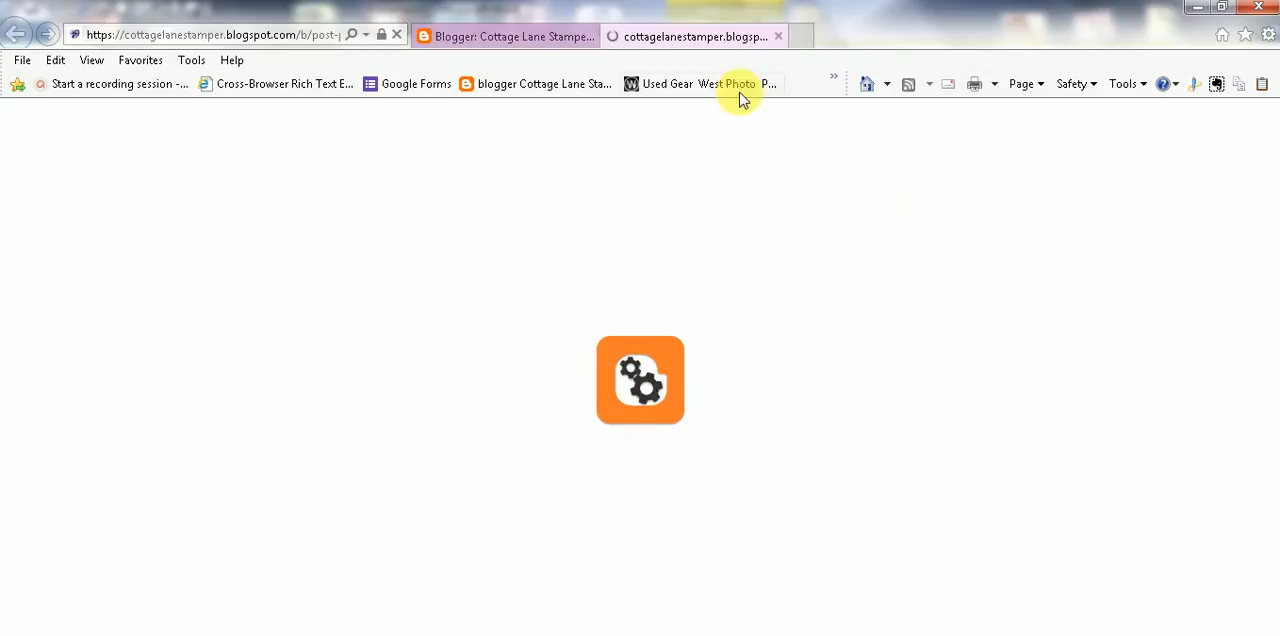 https://cottagelanestamper.blogspot.com/b/post-p
Blogger: Cottage Lane Stampe...
cottagelanestamper.blogsp...
File Edit View Favorites Tools Help
Start a recording session -... Cross-Browser Rich Text E... Google Forms blogger Cottage Lane Sta... Used Gear West Photo P... » Page Safety Tools